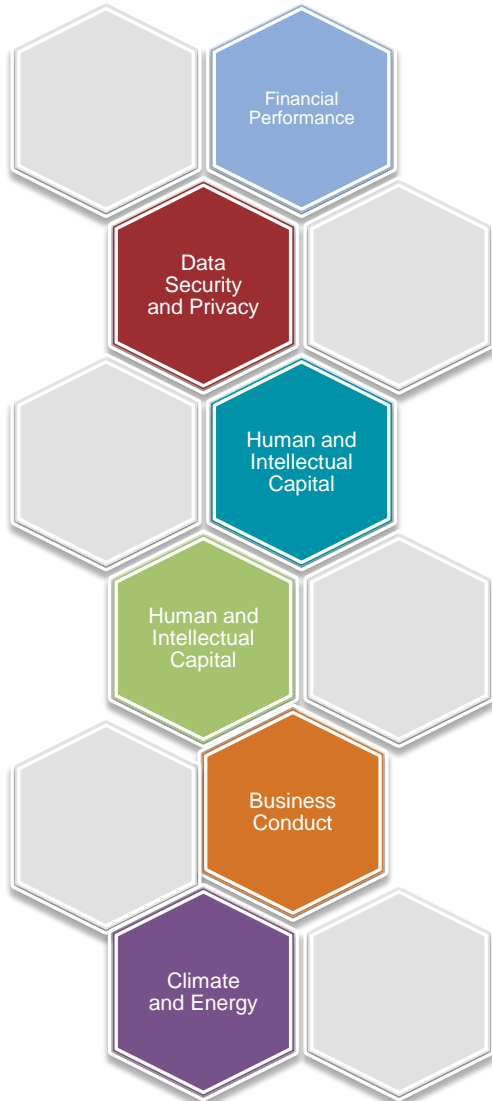 Financial
Performance
Data
Security
and Privacy
Human and
Intellectual
Capital
Human and
Intellectual
Capital
Business
Conduct
Climate
and Energy